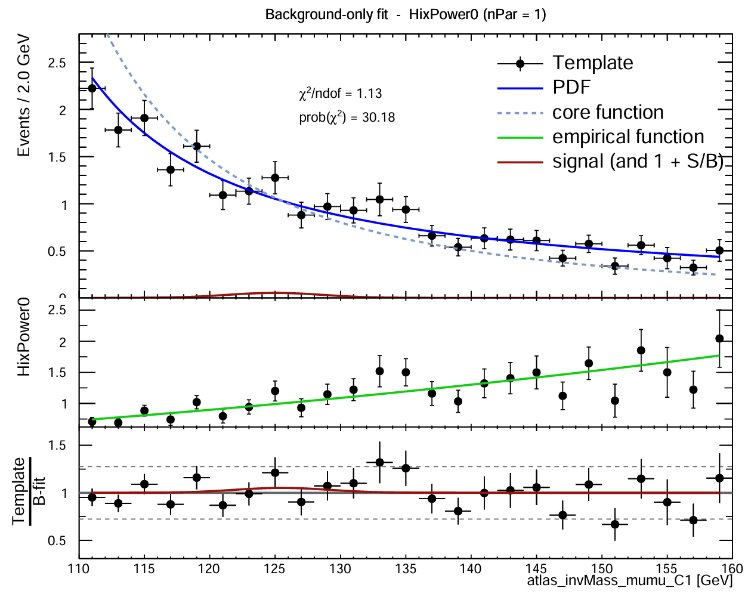 Background-only fit - HixPower0 (nPar = 1)
Events / 2.0 GeV
2.5
2
1.5
1
0.5
0
χ²/ndof = 1.13
prob(χ²) = 30.18
Template
PDF
core function
empirical function
signal (and 1 + S/B)
HixPower0
2.5
2
1.5
1
Template
B-fit
1.5
1
0.5
110 115 120 125 130 135 140 145 150 155 160
atlas_invMass_mumu_C1 [GeV]